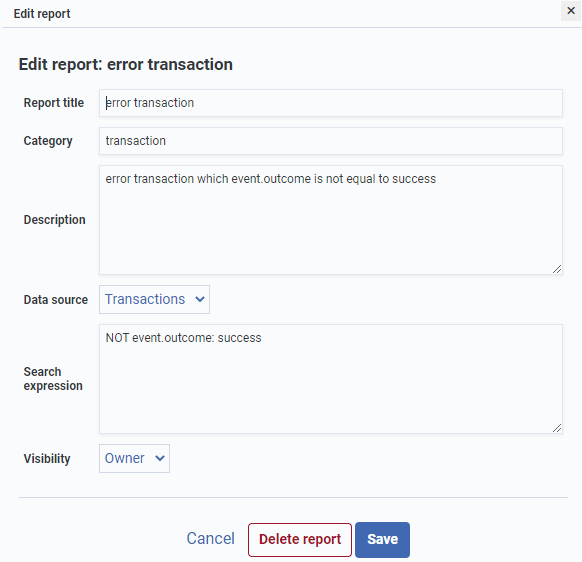 Edit report
×
Edit report: error transaction
Report title
error transaction
Category
transaction
Description
error transaction which event.outcome is not equal to success
Data source
Transactions
Search
expression
NOT event.outcome: success
Visibility
Owner
Cancel
Delete report
Save